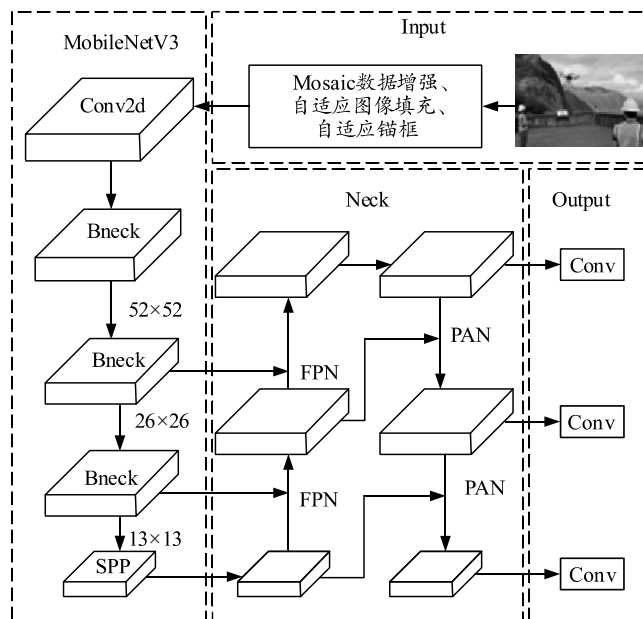 MobileNetV3
Input
Conv2d
Mosaic数据增强、
自适应图像填充、
自适应锚框
Bneck
52×52
Bneck
26×26
Bneck
13×13
SPP
Neck
FPN
PAN
FPN
PAN
Output
Conv
Conv
Conv